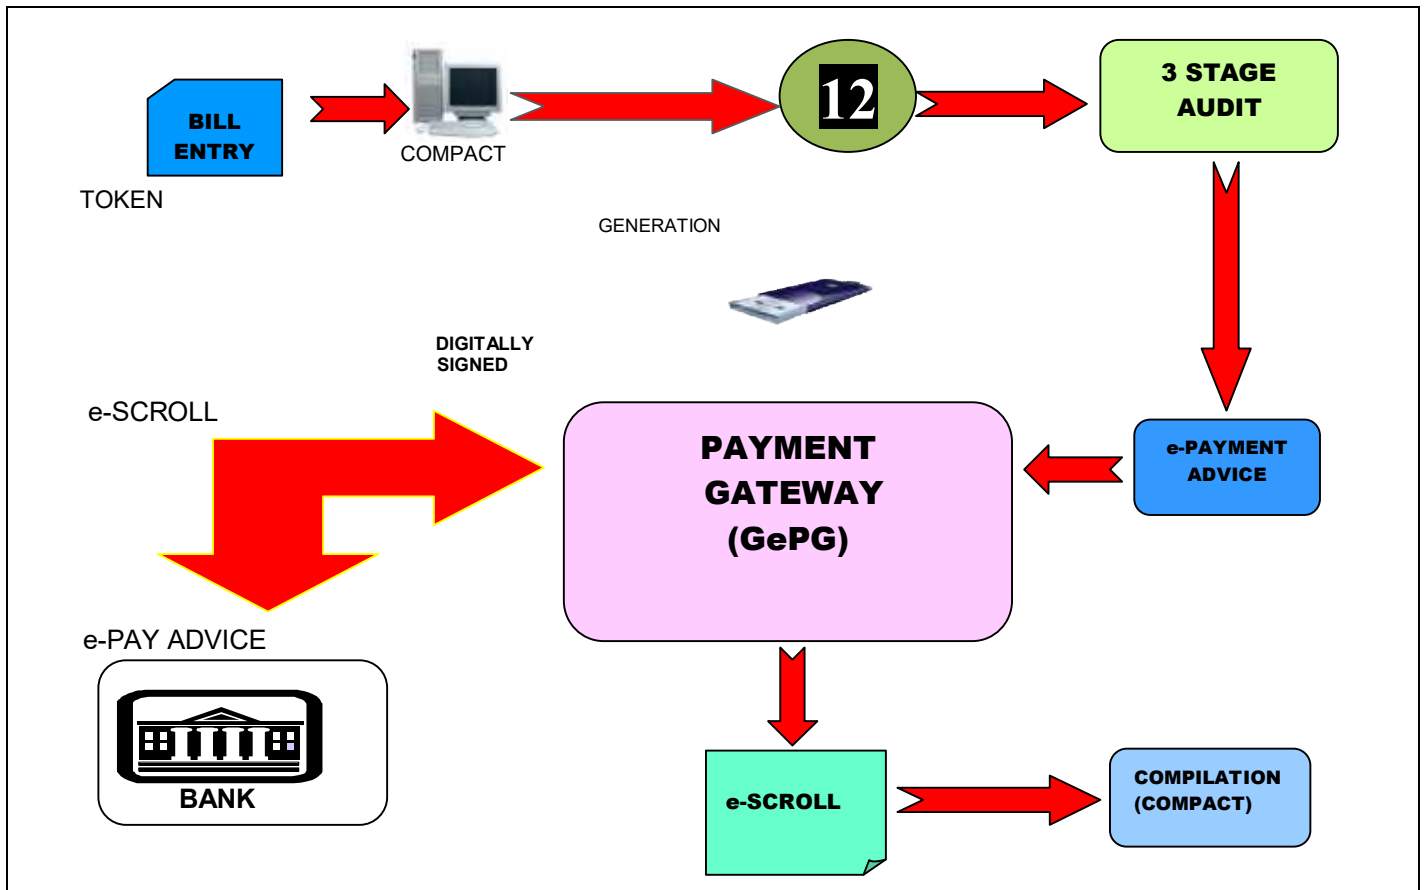 BILL
ENTRY
COMPACT
12
3 STAGE
AUDIT
TOKEN
GENERATION
DIGITALLY
SIGNED
e-SCROLL
PAYMENT
GATEWAY
(GePG)
e-PAYMENT
ADVICE
e-PAY ADVICE
BANK
e-SCROLL
COMPILATION
(COMPACT)